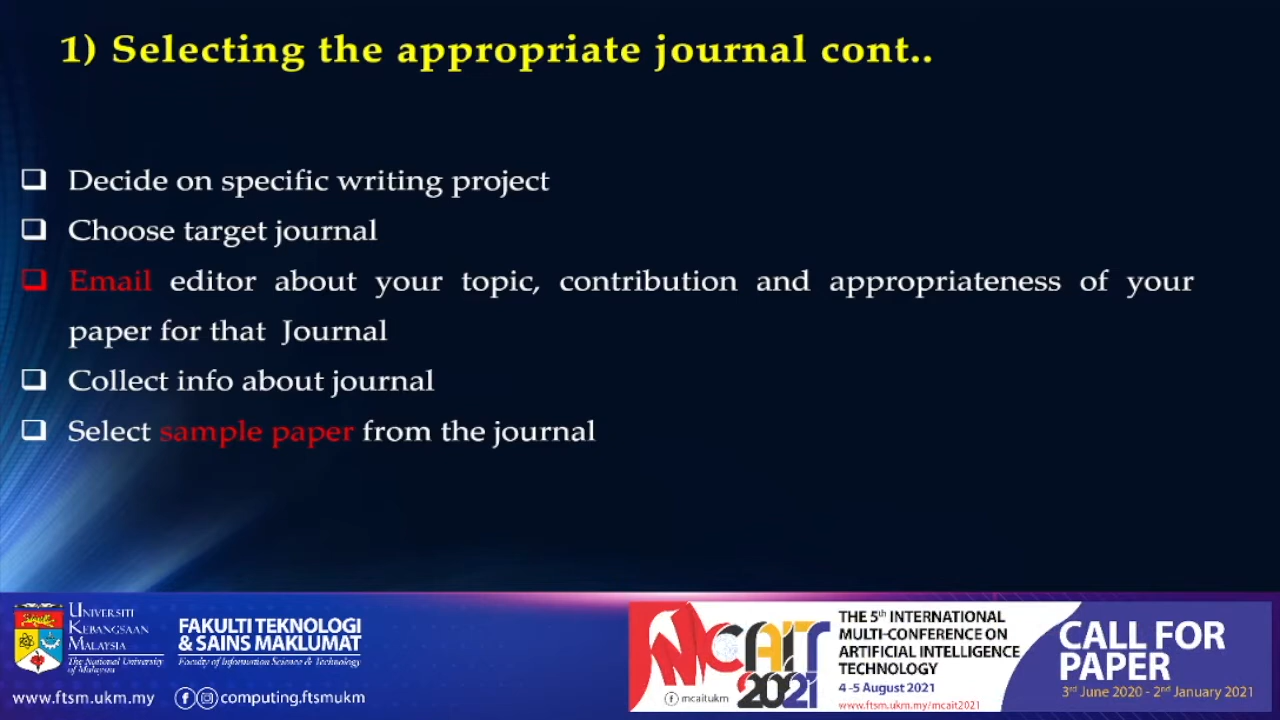 1) Selecting the appropriate journal cont..
Decide on specific writing project
Choose target journal
Email editor about your topic, contribution and appropriateness of your
paper for that Journal
Collect info about journal
Select sample paper from the journal
UNIVERSITI
KEBANGSAAN
MALAYSIA
The National University
of Malaysia
FAKULTI TEKNOLOGI
& SAINS MAKLUMAT
Faculty of Information Science & Technology
www.ftsm.ukm.my
computing.ftsmukm
MCAIT
2021
mcaitukm
THE 5th INTERNATIONAL
MULTI-CONFERENCE ON
ARTIFICIAL INTELLIGENCE
TECHNOLOGY
4 -5 August 2021
www.ftsm.ukm.my/mcait2021
CALL FOR
PAPER
3rd June 2020 - 2nd January 2021